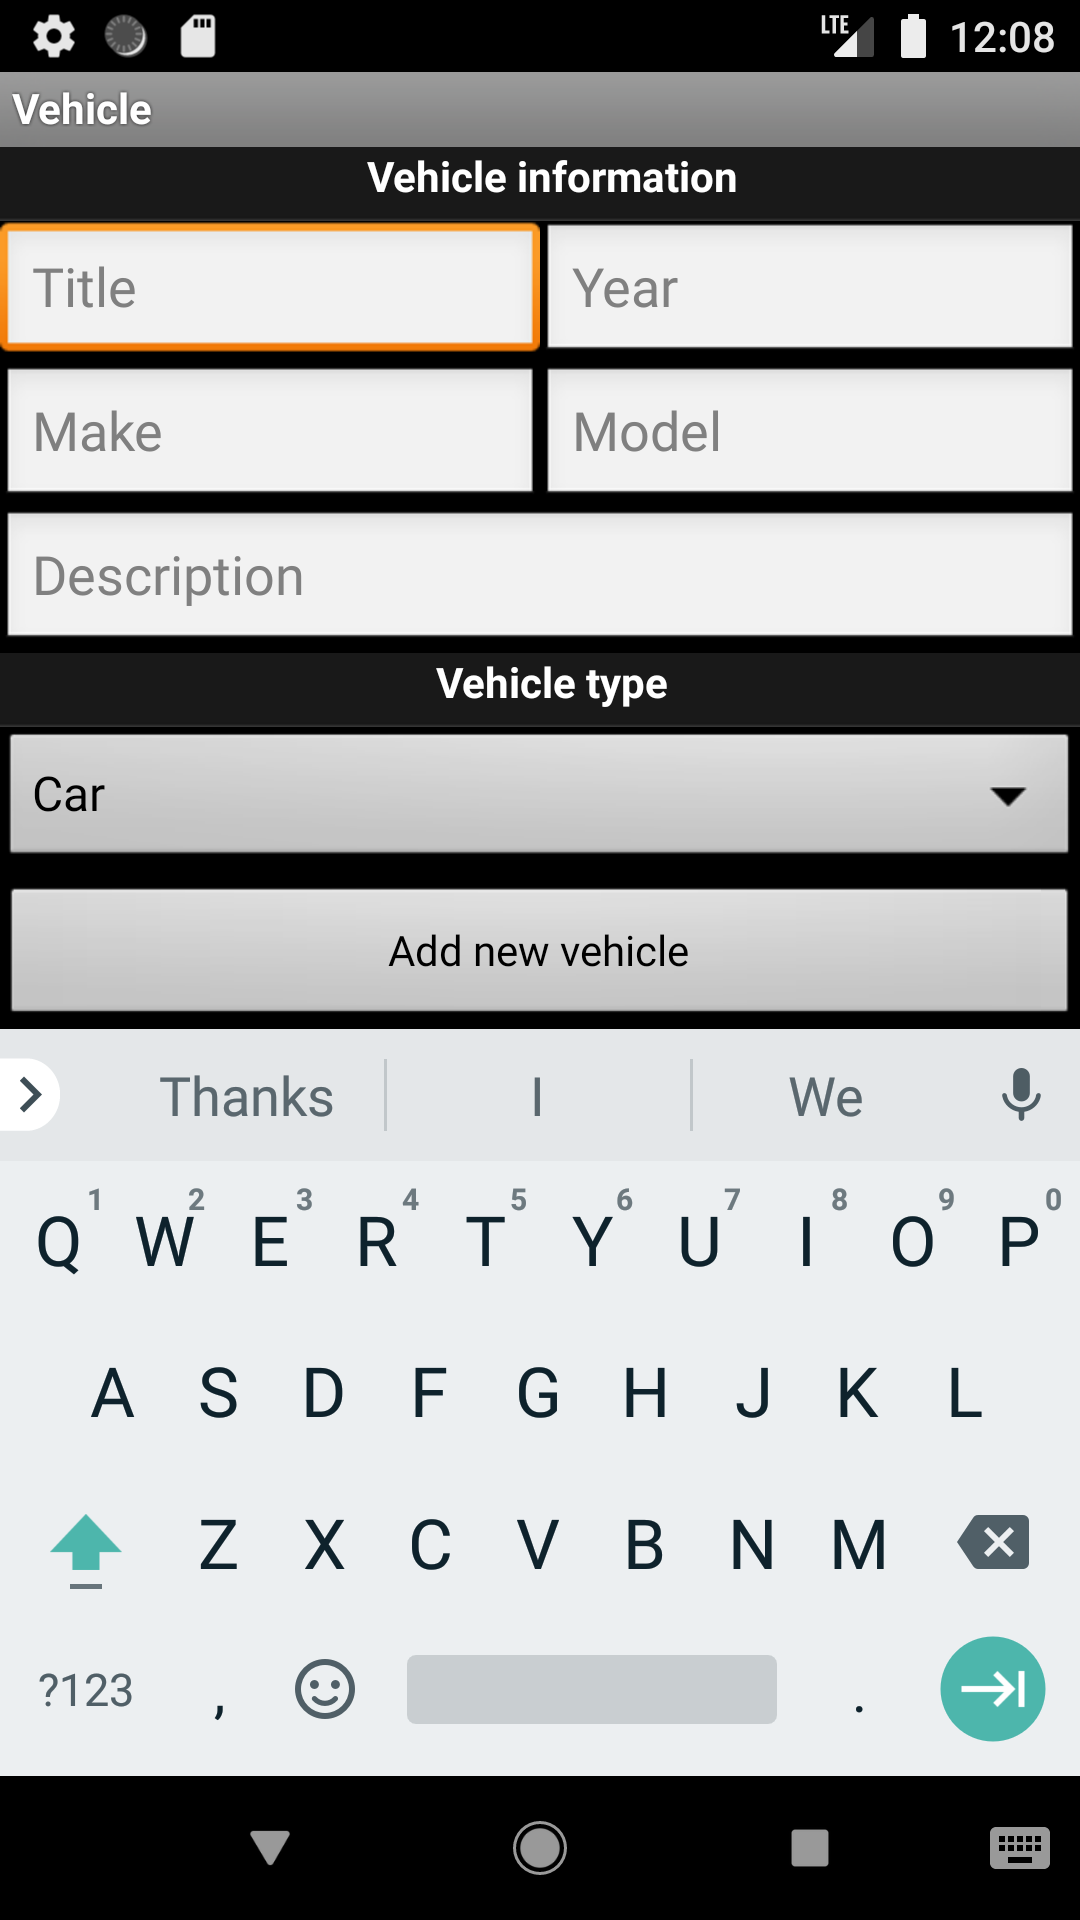 LTE 12:08
Vehicle
Vehicle information
Title Year
Make Model
Description
Vehicle type
Car
Add new vehicle
Thanks I We
1 2 3 4 5 6 7 8 9 0
Q W E R T Y U I O P
A S D F G H J K L
Z X C V B N M
?123 , .